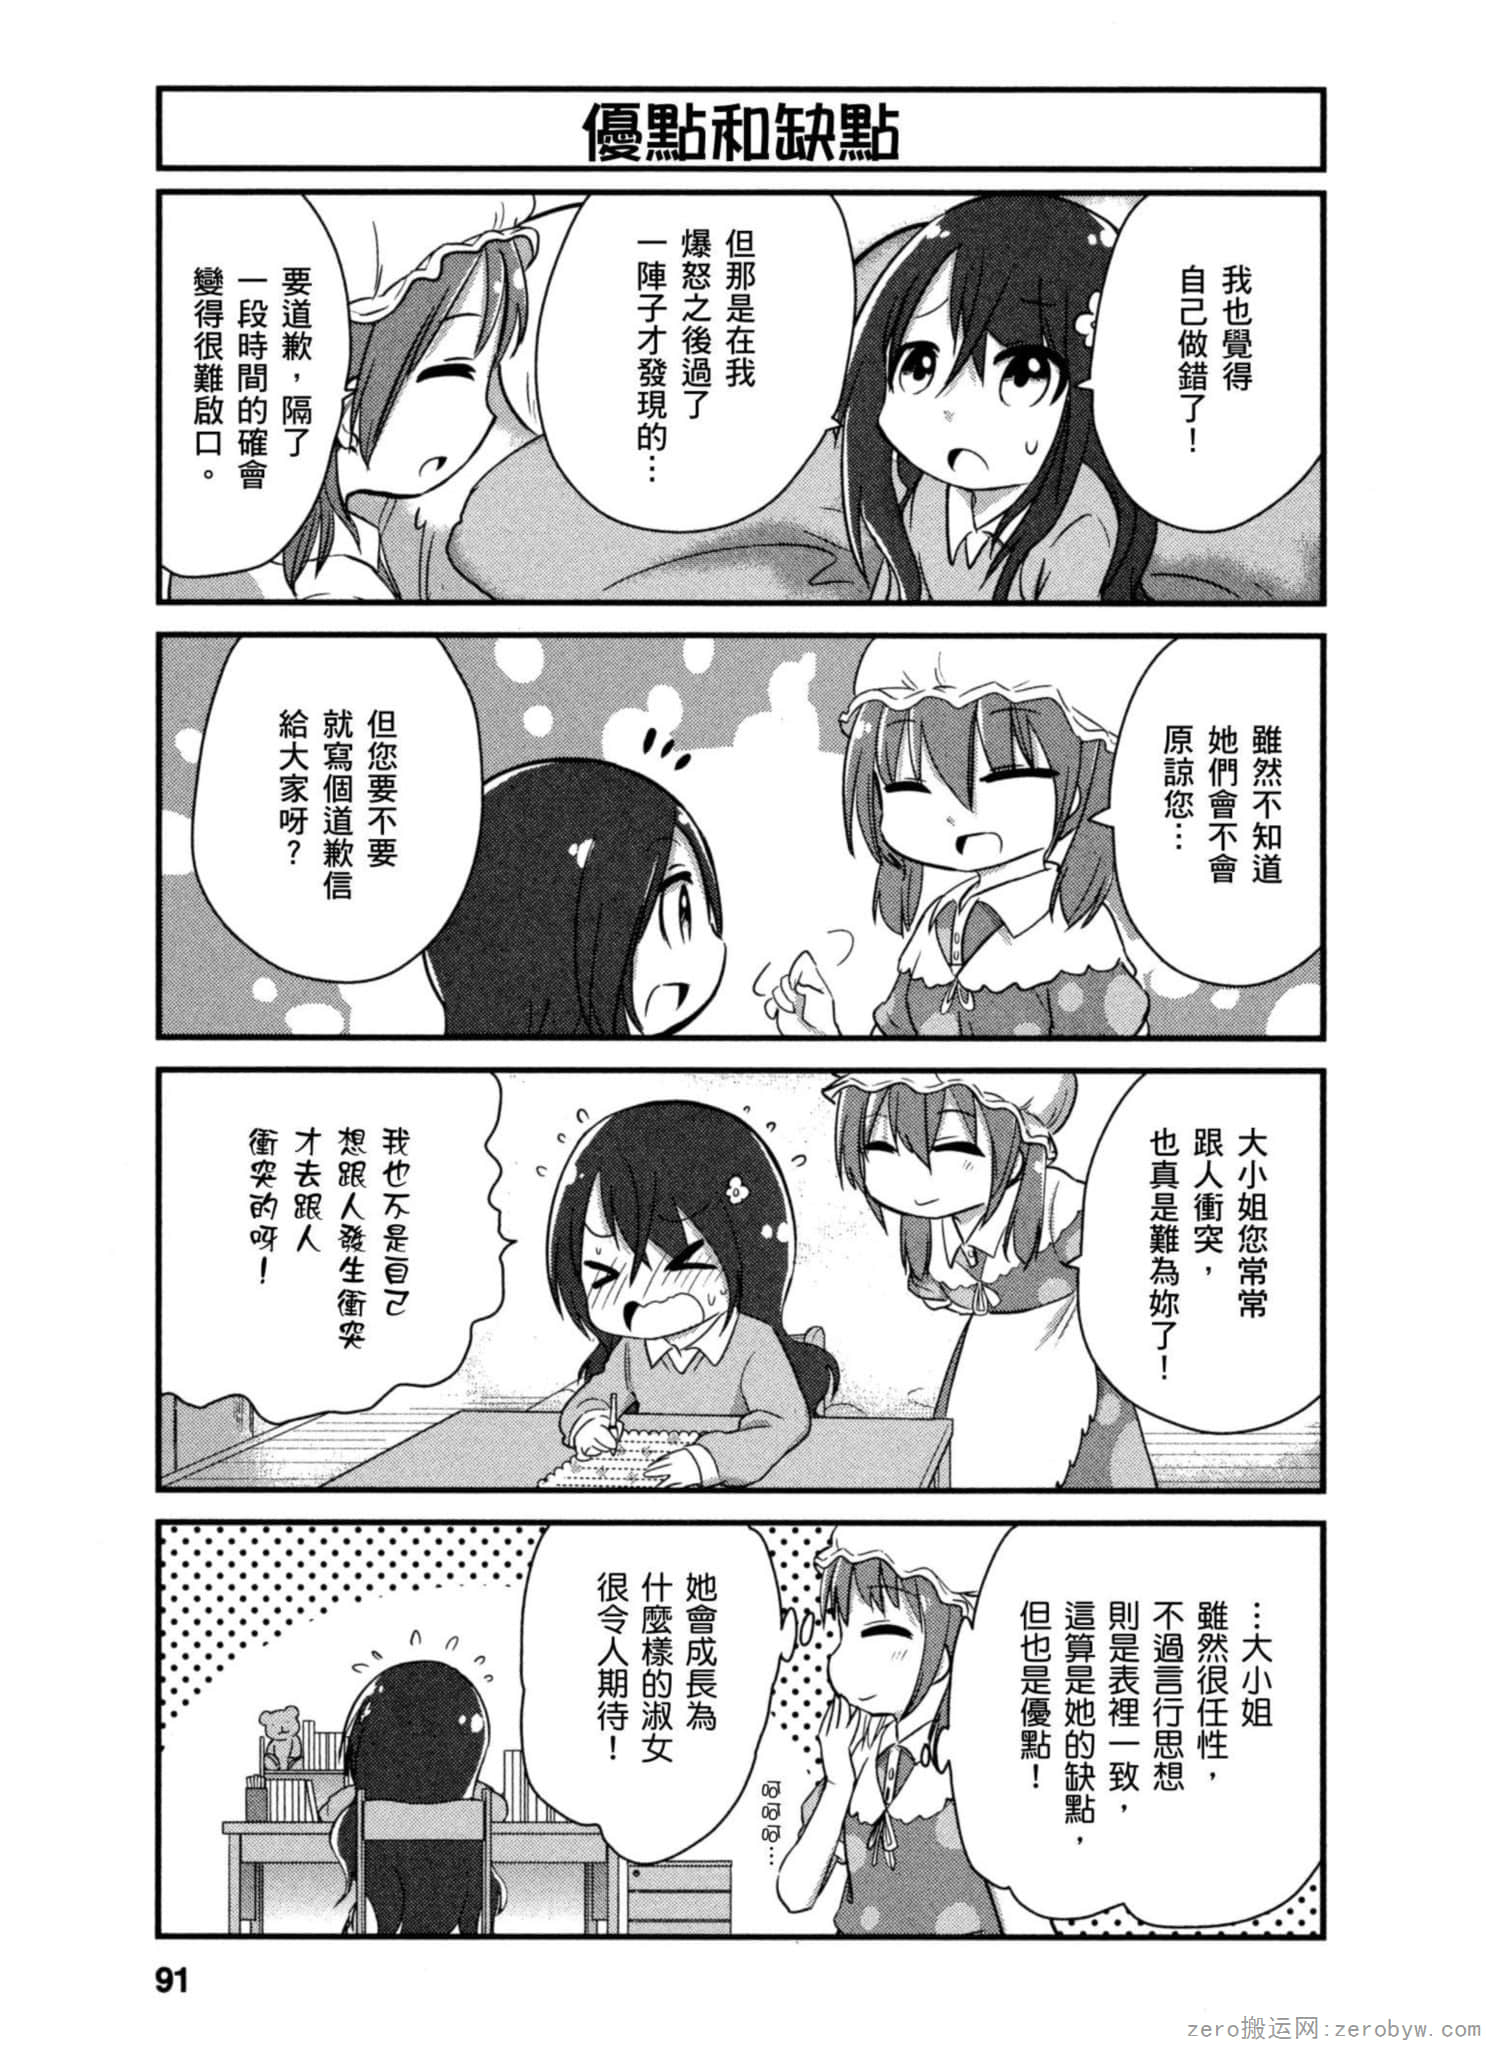 優點和缺點
我也覺得
自己做錯了！
但那是在我
爆怒之後過了
一陣子才發現的…
要道歉，隔了
一段時間的確會
變得很難啟口。
雖然不知道
她們會不會
原諒您…
但您要不要
就寫個道歉信
給大家呀？
大小姐您常常
跟人衝突，
也真是難為妳了！
我也不是自己
想跟人發生衝突
才去跟人
衝突的呀！
…大小姐
雖然很任性，
不過言行思想
則是表裡一致，
這算是她的缺點，
但也是優點！
她會成長為
什麼樣的淑女
很令人期待！
呵呵呵…
91
zero搬运网:zerobyw.com